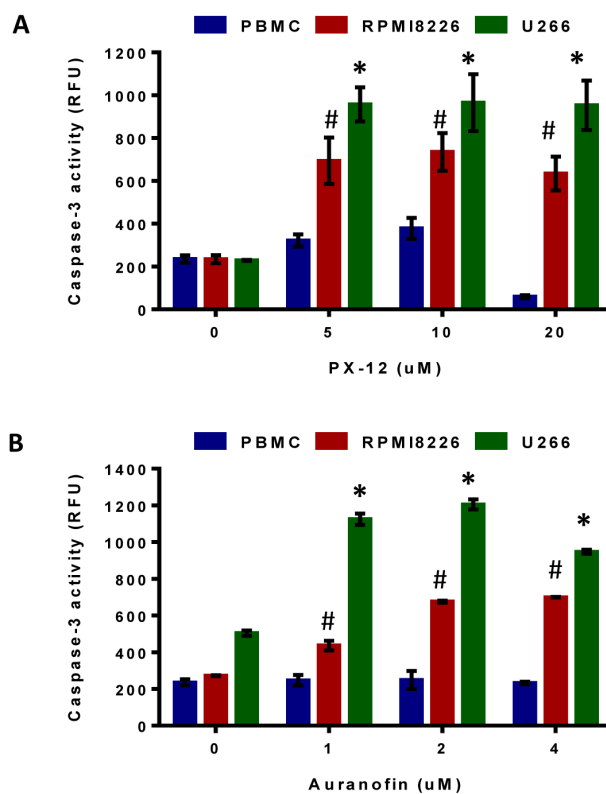 A
PBMC RPMI8226 U266
Caspase-3 activity (RFU)
1200
1000
800
600
400
200
0
# * # * # *
0 5 10 20
PX-12 (uM)
B
PBMC RPMI8226 U266
Caspase-3 activity (RFU)
1400
1200
1000
800
600
400
200
0
# * # * # *
0 1 2 4
Auranofin (uM)